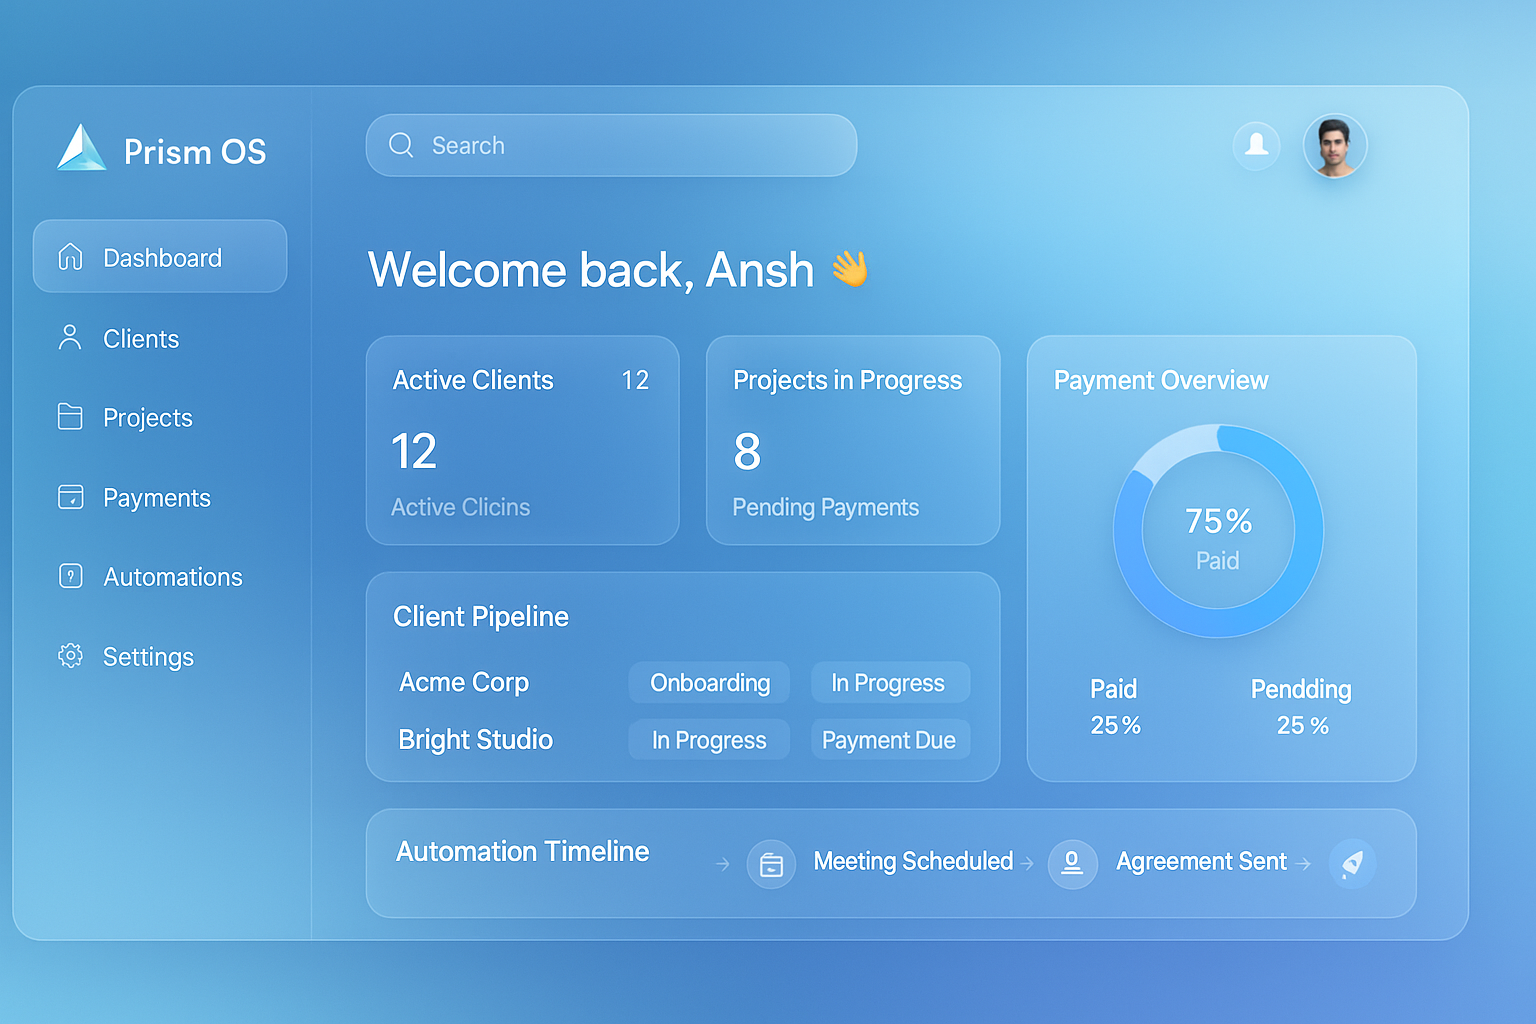 Prism OS
Search
Dashboard
Clients
Projects
Payments
Automations
Settings
Welcome back, Ansh 👋
Active Clients 12
12
Active Clicins
Projects in Progress
8
Pending Payments
Payment Overview
75%
Paid
Paid
25%
Pendding
25 %
Client Pipeline
Acme Corp Onboarding In Progress
Bright Studio In Progress Payment Due
Automation Timeline → Meeting Scheduled → Agreement Sent →